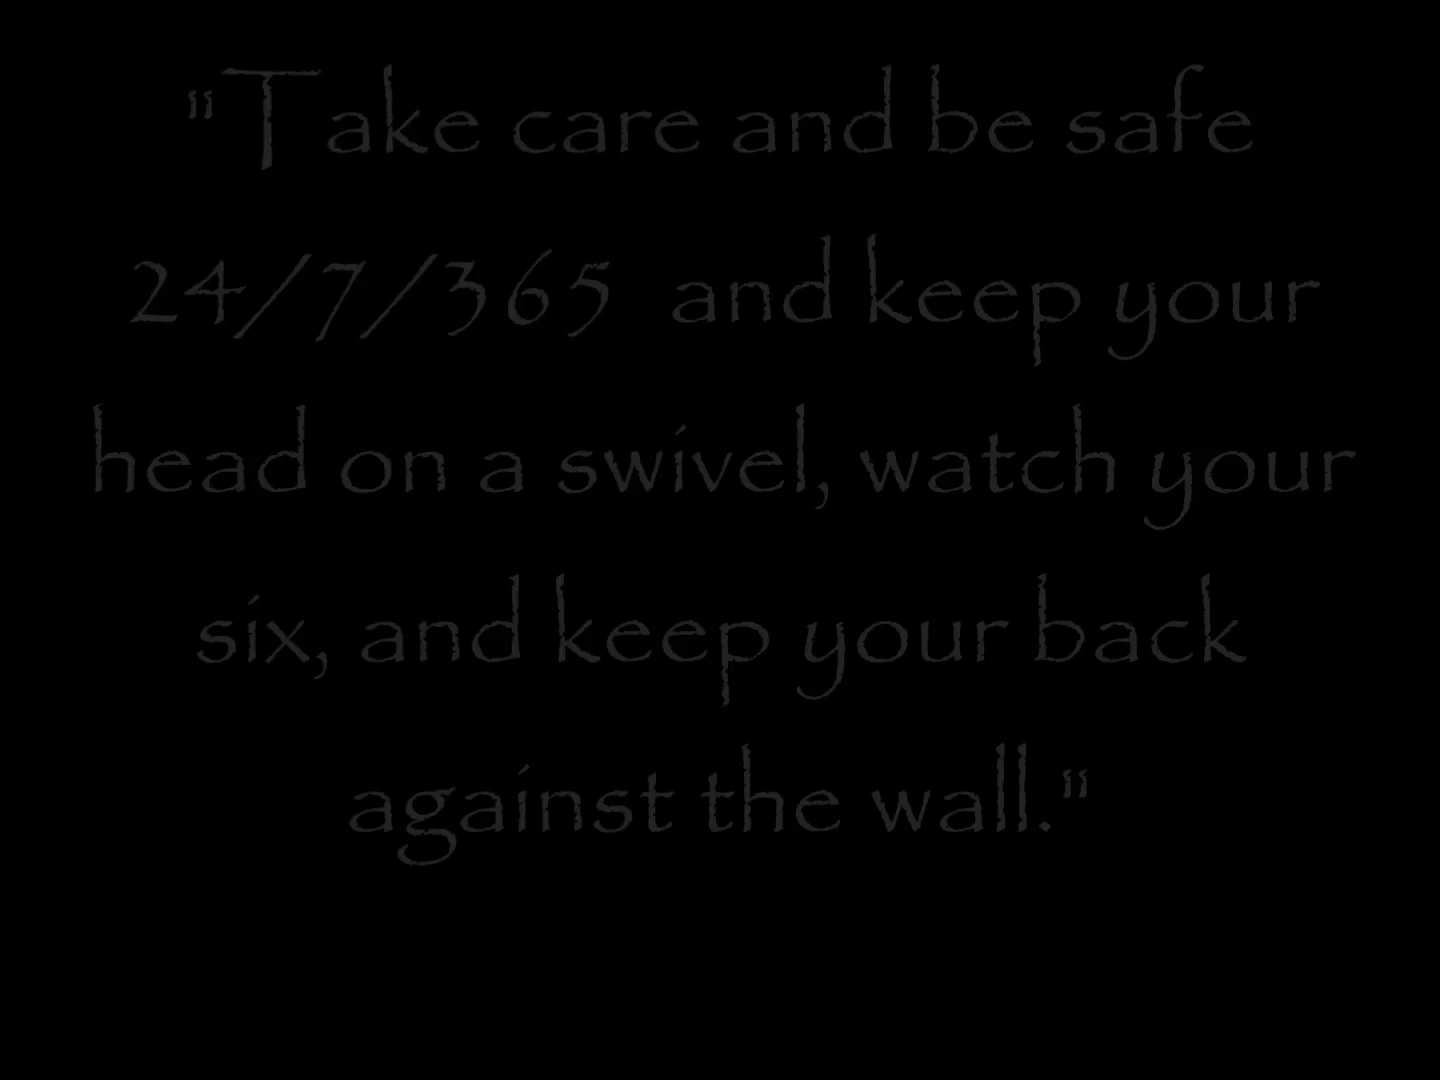 "Take care and be safe
24/7/365 and keep your
head on a swivel, watch your
six, and keep your back
against the wall."